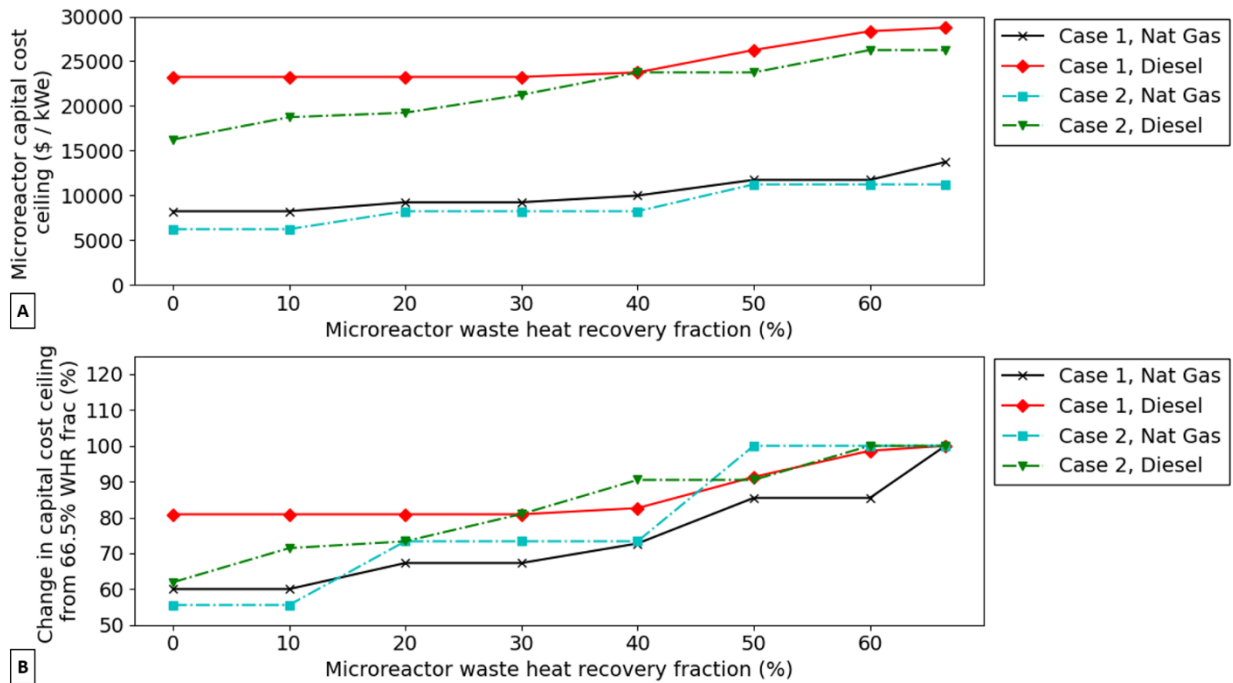 30000
25000
20000
15000
10000
5000
0
Microreactor capital cost
ceiling ($ / kWe)
0 10 20 30 40 50 60
Microreactor waste heat recovery fraction (%)
A
Case 1, Nat Gas
Case 1, Diesel
Case 2, Nat Gas
Case 2, Diesel
120
110
100
90
80
70
60
50
Change in capital cost ceiling
from 66.5% WHR frac (%)
0 10 20 30 40 50 60
Microreactor waste heat recovery fraction (%)
B
Case 1, Nat Gas
Case 1, Diesel
Case 2, Nat Gas
Case 2, Diesel